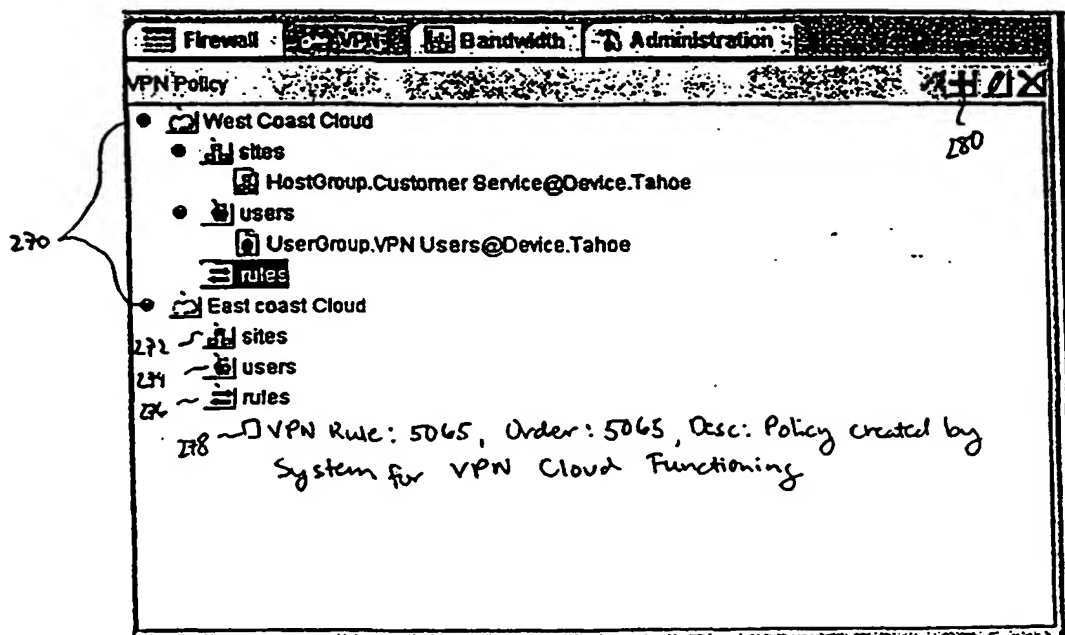 Firewall VPN Bandwidth Administration
VPN Policy
280
West Coast Cloud
sites
HostGroup.Customer Service@Device.Tahoe
users
270
UserGroup.VPN Users@Device.Tahoe
rules
East coast Cloud
272 sites
274 users
276 rules
278 VPN Rule: 5065, Order: 5065, Desc: Policy created by
System for VPN Cloud Functioning